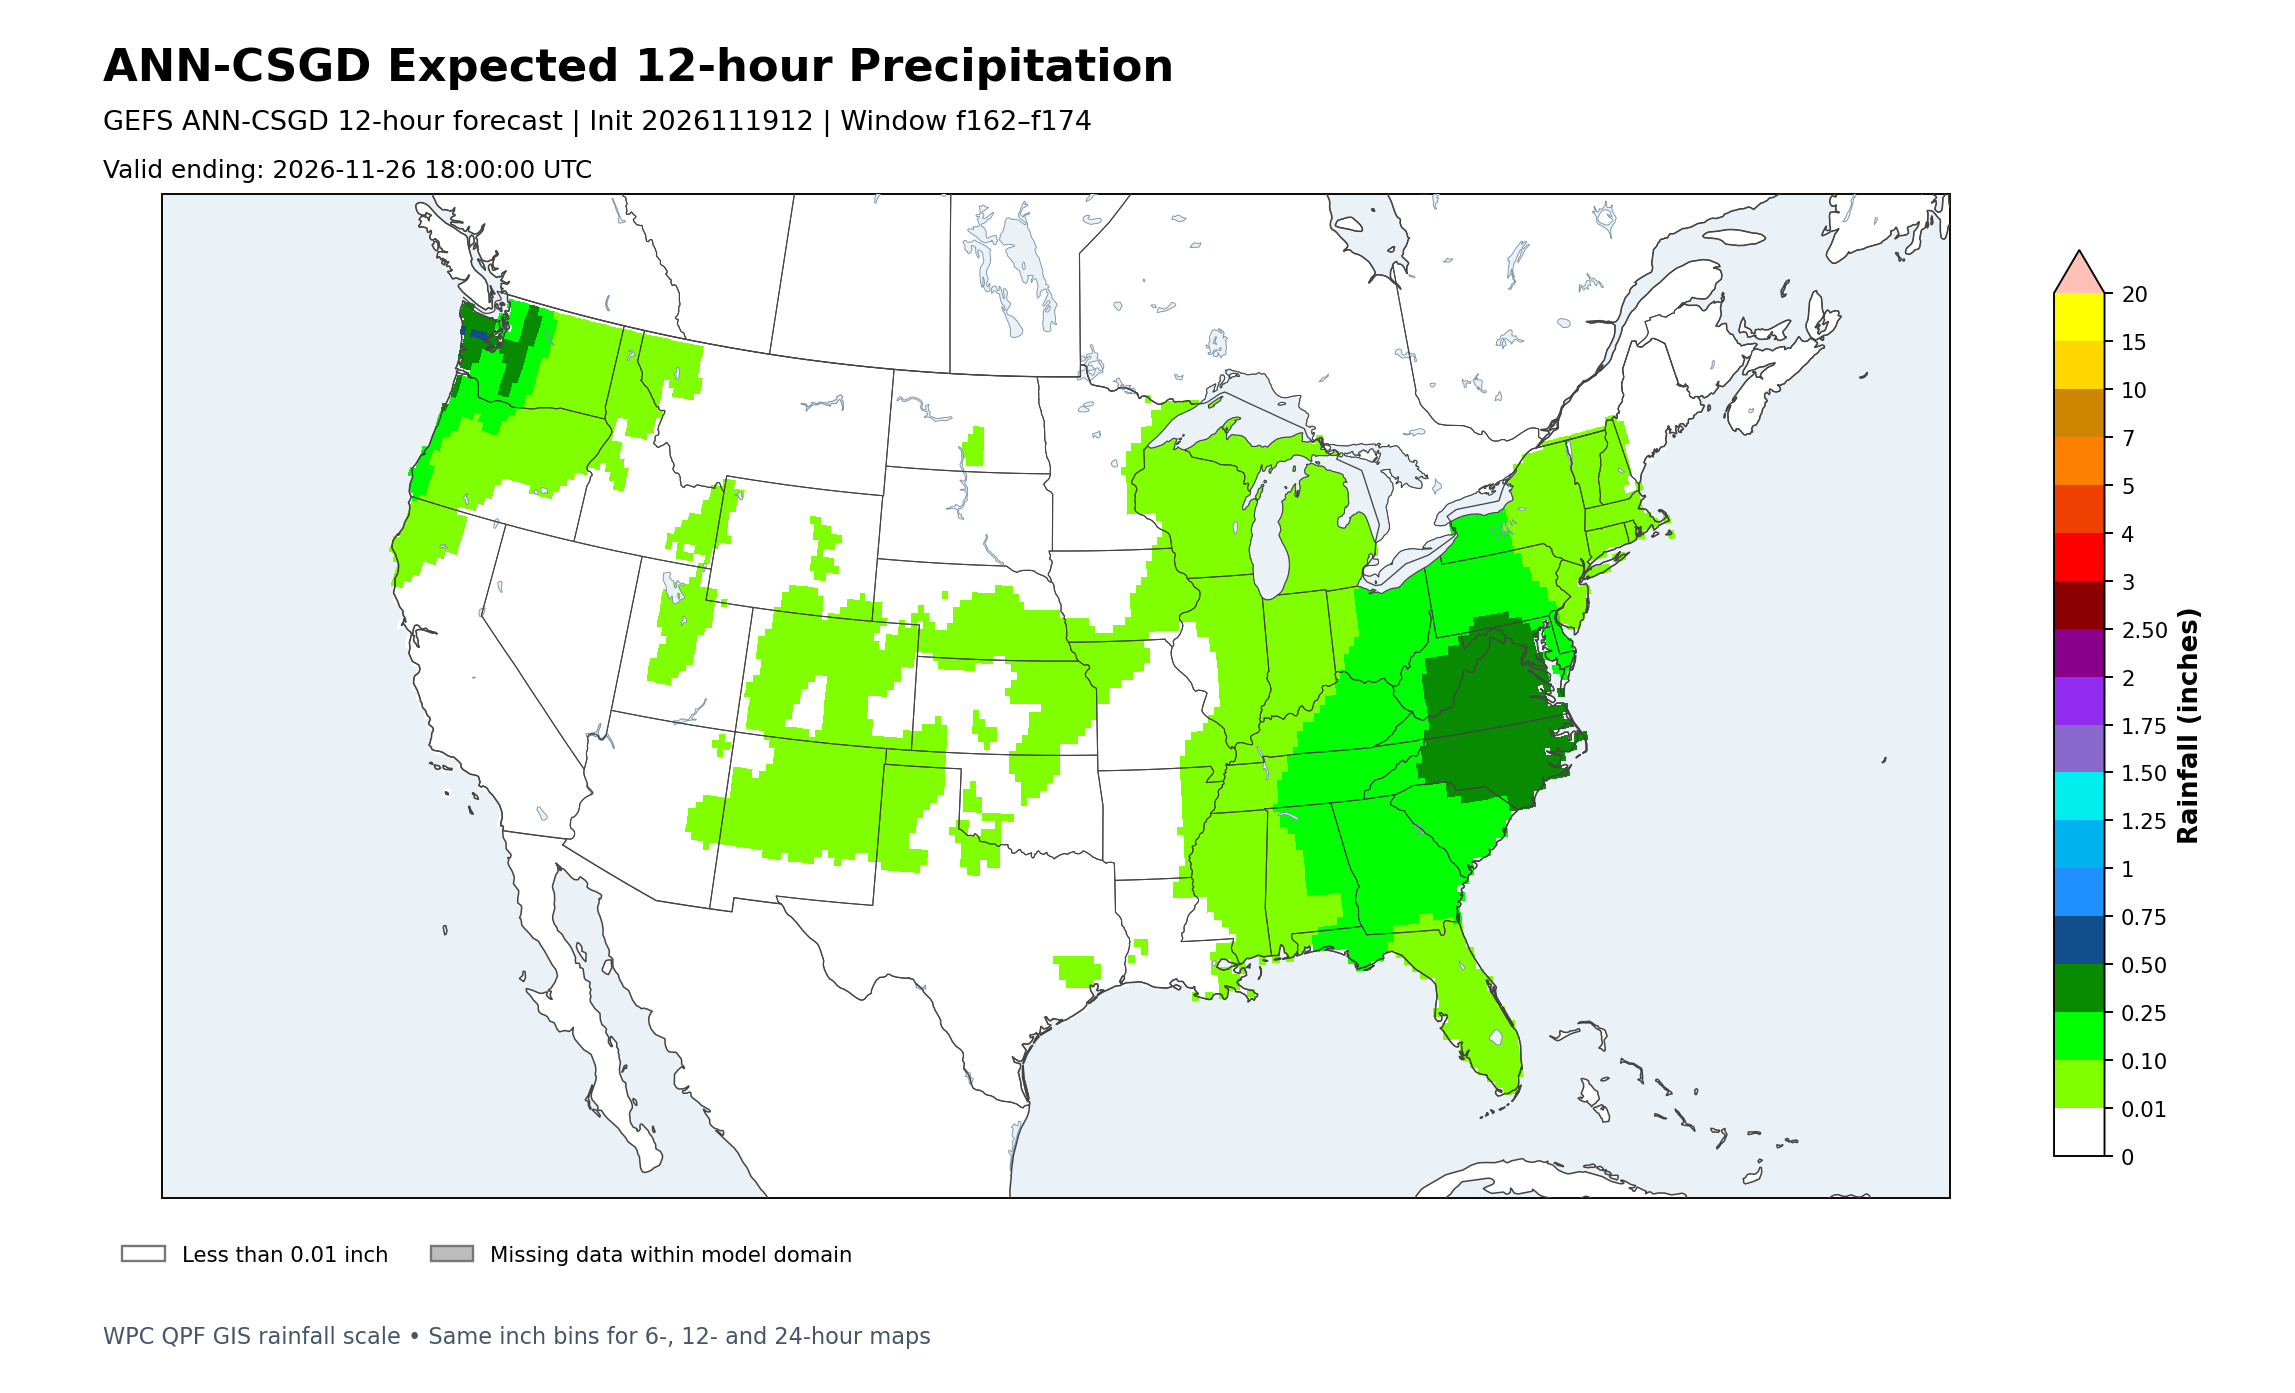 ANN-CSGD Expected 12-hour Precipitation
GEFS ANN-CSGD 12-hour forecast | Init 2026111912 | Window f162–f174
Valid ending: 2026-11-26 18:00:00 UTC
20
15
10
7
5
4
3
2.50
2
1.75
1.50
1.25
1
0.75
0.50
0.25
0.10
0.01
0
Rainfall (inches)
Less than 0.01 inch
Missing data within model domain
WPC QPF GIS rainfall scale • Same inch bins for 6-, 12- and 24-hour maps